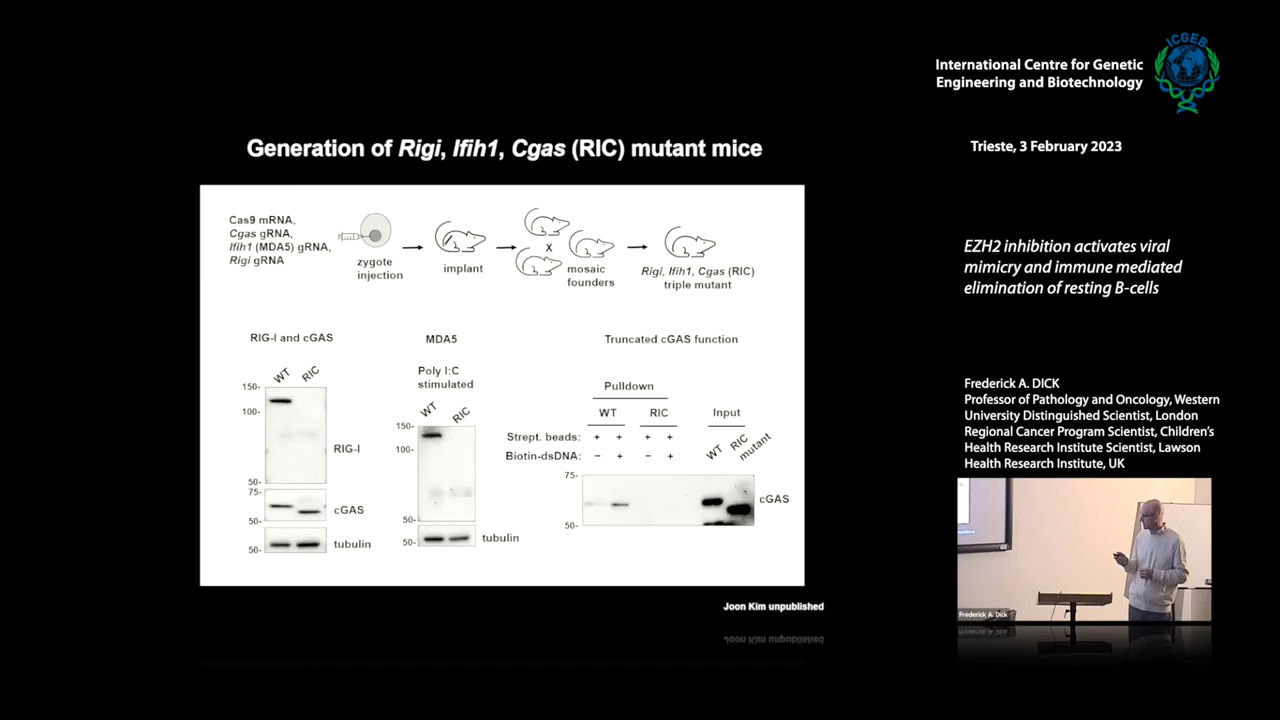 International Centre for Genetic
Engineering and Biotechnology
ICGEB
Trieste, 3 February 2023
Generation of Rigi, Ifih1, Cgas (RIC) mutant mice
Cas9 mRNA,
Cgas gRNA,
Ifih1 (MDA5) gRNA,
Rigi gRNA
zygote
injection
implant
X
mosaic
founders
Rigi, Ifih1, Cgas (RIC)
triple mutant
RIG-I and cGAS
WT RIC
150-
100-
RIG-I
50-
75-
cGAS
50-
tubulin
50-
MDA5
Poly I:C
stimulated
WT RIC
150-
100-
50-
50-
tubulin
Truncated cGAS function
Pulldown
WT RIC Input
Strept. beads: + + + +
Biotin-dsDNA: − + − +
WT RIC mutant
75-
cGAS
50-
Joon Kim unpublished
EZH2 inhibition activates viral
mimicry and immune mediated
elimination of resting B-cells
Frederick A. DICK
Professor of Pathology and Oncology, Western
University Distinguished Scientist, London
Regional Cancer Program Scientist, Children's
Health Research Institute Scientist, Lawson
Health Research Institute, UK
Frederick A. Dick